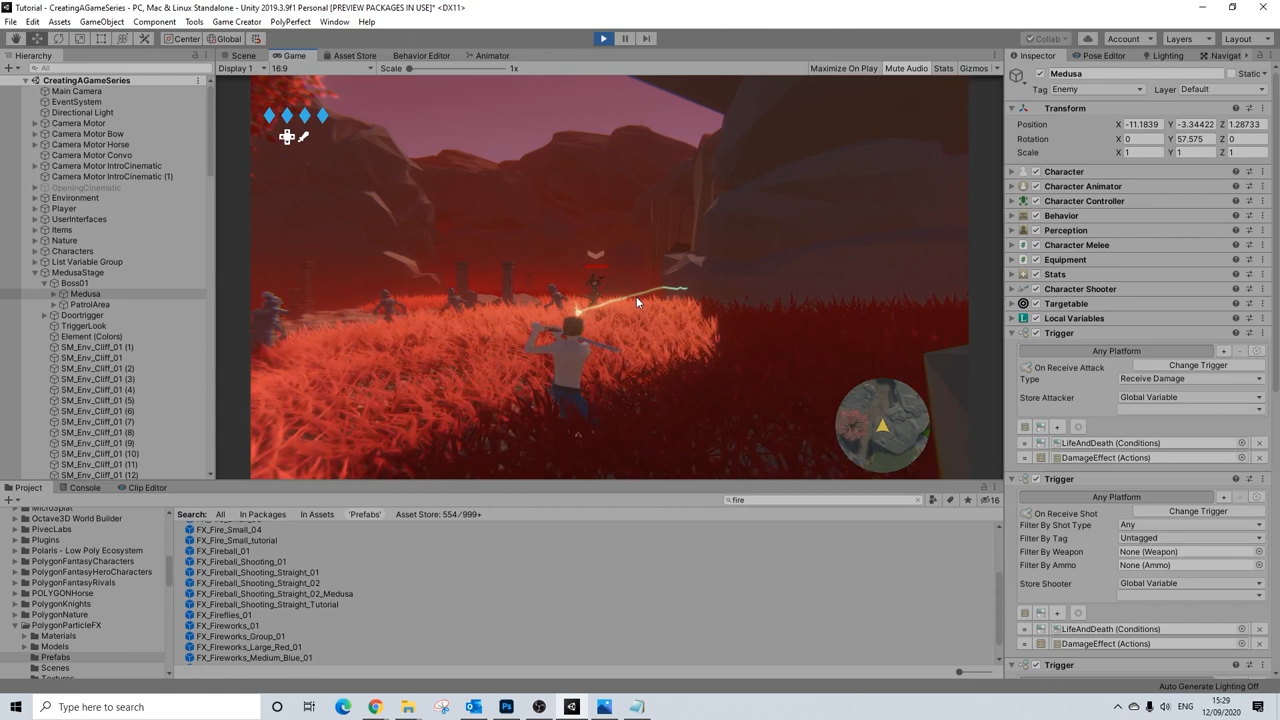 Tutorial - CreatingAGameSeries - PC, Mac & Linux Standalone - Unity 2019.3.9f1 Personal [PREVIEW PACKAGES IN USE]* <DX11>
File Edit Assets GameObject Component Tools Game Creator PolyPerfect Window Help
Center Global Collab Account Layers Layout
Hierarchy Scene Game Asset Store Behavior Editor Animator Inspector Pose Editor Lighting Navigat
All
Display 1 16:9 Scale 1x Maximize On Play Mute Audio Stats Gizmos
CreatingAGameSeries
Main Camera
EventSystem
Directional Light
Camera Motor
Camera Motor Bow
Camera Motor Horse
Camera Motor Convo
Camera Motor IntroCinematic
Camera Motor IntroCinematic (1)
OpeningCinematic
Environment
Player
UserInterfaces
Items
Nature
Characters
List Variable Group
MedusaStage
Boss01
Medusa
PatrolArea
Doortrigger
TriggerLook
Element (Colors)
SM_Env_Cliff_01 (1)
SM_Env_Cliff_01
SM_Env_Cliff_01 (2)
SM_Env_Cliff_01 (3)
SM_Env_Cliff_01 (4)
SM_Env_Cliff_01 (5)
SM_Env_Cliff_01 (6)
SM_Env_Cliff_01 (7)
SM_Env_Cliff_01 (8)
SM_Env_Cliff_01 (9)
SM_Env_Cliff_01 (10)
SM_Env_Cliff_01 (11)
SM_Env_Cliff_01 (12)
Medusa Static
Tag Enemy Layer Default
Transform
Position X -11.1839 Y -3.34422 Z 1.28733
Rotation X 0 Y 57.575 Z 0
Scale X 1 Y 1 Z 1
Character
Character Animator
Character Controller
Behavior
Perception
Character Melee
Equipment
Stats
Character Shooter
Targetable
Local Variables
Trigger
Any Platform
On Receive Attack Change Trigger
Type Receive Damage
Store Attacker Global Variable
LifeAndDeath (Conditions)
DamageEffect (Actions)
Trigger
Any Platform
On Receive Shot Change Trigger
Filter By Shot Type Any
Filter By Tag Untagged
Filter By Weapon None (Weapon)
Filter By Ammo None (Ammo)
Store Shooter Global Variable
LifeAndDeath (Conditions)
DamageEffect (Actions)
Trigger
Auto Generate Lighting Off
Project Console Clip Editor
fire 16
Search: All In Packages In Assets 'Prefabs' Asset Store: 554/999+
Octave3D World Builder
PivecLabs
Plugins
Polaris - Low Poly Ecosystem
PolygonFantasyCharacters
PolygonFantasyHeroCharacters
PolygonFantasyRivals
POLYGONHorse
PolygonKnights
PolygonNature
PolygonParticleFX
Materials
Models
Prefabs
Scenes
FX_Fire_Small_04
FX_Fire_Small_tutorial
FX_Fireball_01
FX_Fireball_Shooting_01
FX_Fireball_Shooting_Straight_01
FX_Fireball_Shooting_Straight_02
FX_Fireball_Shooting_Straight_02_Medusa
FX_Fireball_Shooting_Straight_Tutorial
FX_Fireflies_01
FX_Fireworks_01
FX_Fireworks_Group_01
FX_Fireworks_Large_Red_01
FX_Fireworks_Medium_Blue_01
Type here to search
15:29
12/09/2020